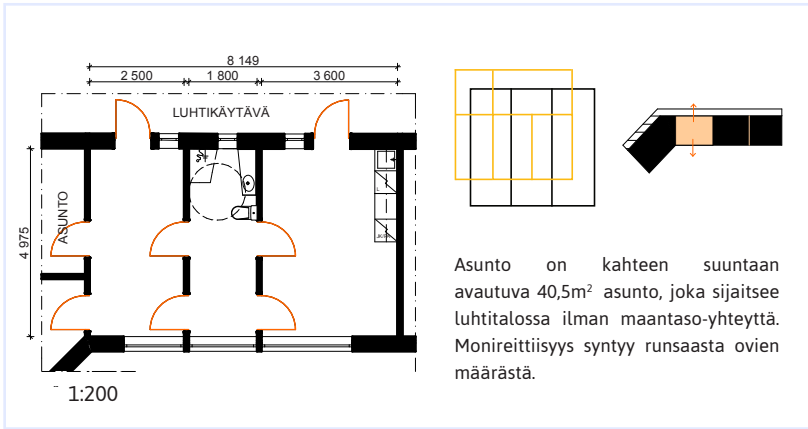 8 149
2 500
1 800
3 600
LUHTIKÄYTÄVÄ
4 975
ASUNTO
L
1:200
Asunto on kahteen suuntaan
avautuva 40,5m² asunto, joka sijaitsee
luhtitalossa ilman maantaso-yhteyttä.
Monireittiisyys syntyy runsaasta ovien
määrästä.